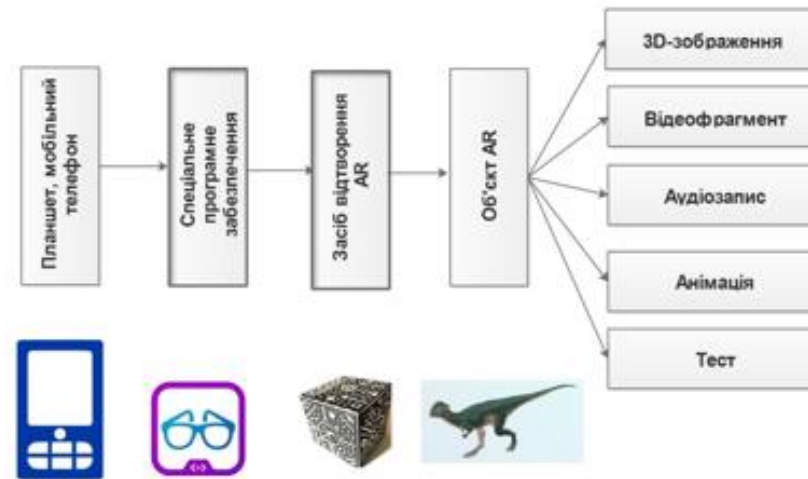 Планшет, мобільний
телефон
Спеціальне
програмне
забезпечення
Засіб відтворення
AR
Об'єкт AR
3D-зображення
Відеофрагмент
Аудіозапис
Анімація
Тест